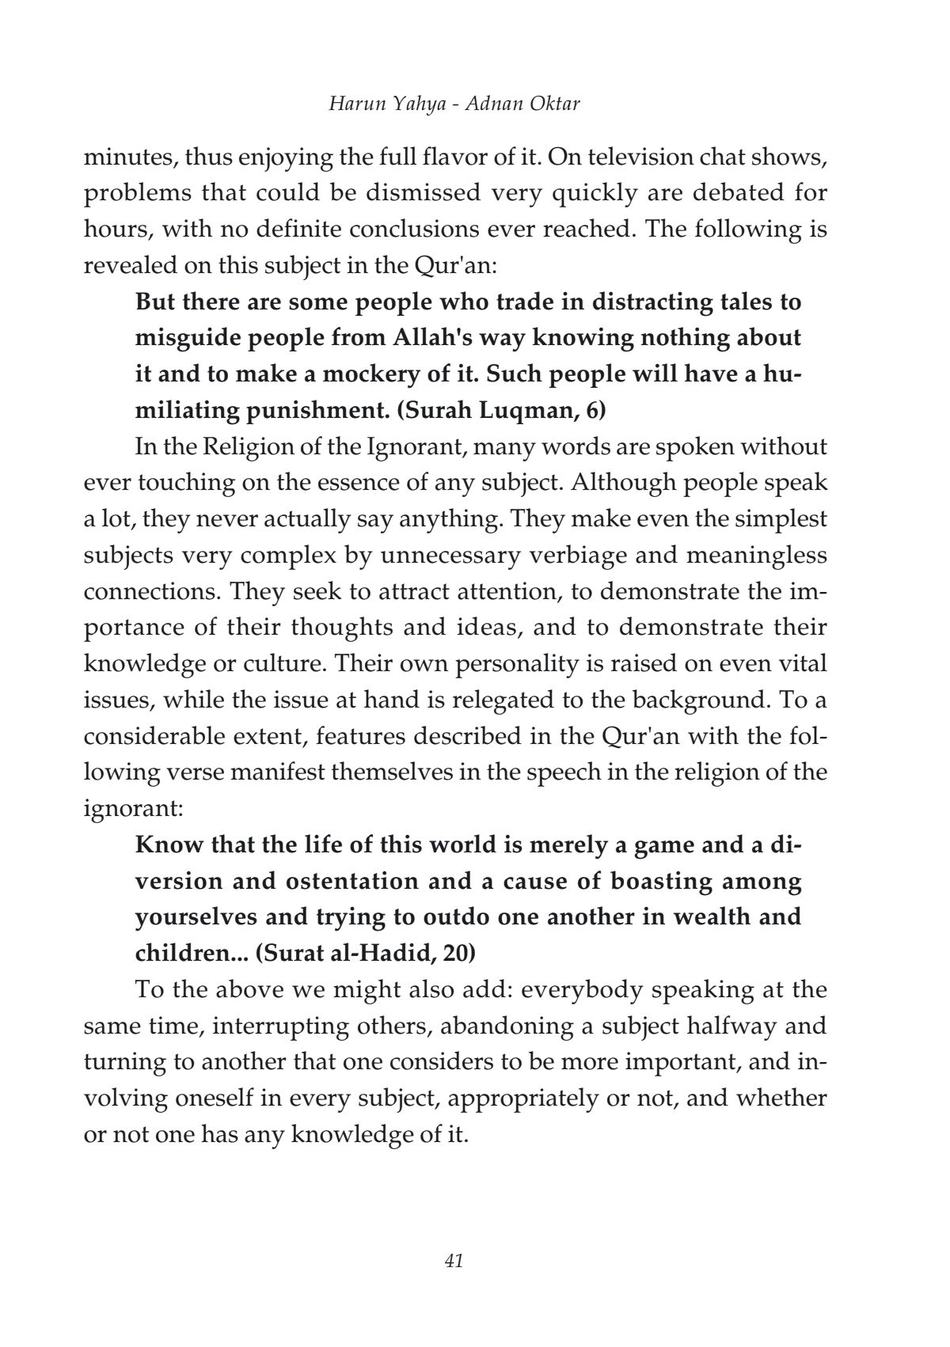 Harun Yahya - Adnan Oktar
minutes, thus enjoying the full flavor of it. On television chat shows,
problems that could be dismissed very quickly are debated for
hours, with no definite conclusions ever reached. The following is
revealed on this subject in the Qur'an:
But there are some people who trade in distracting tales to
misguide people from Allah's way knowing nothing about
it and to make a mockery of it. Such people will have a hu-
miliating punishment. (Surah Luqman, 6)
In the Religion of the Ignorant, many words are spoken without
ever touching on the essence of any subject. Although people speak
a lot, they never actually say anything. They make even the simplest
subjects very complex by unnecessary verbiage and meaningless
connections. They seek to attract attention, to demonstrate the im-
portance of their thoughts and ideas, and to demonstrate their
knowledge or culture. Their own personality is raised on even vital
issues, while the issue at hand is relegated to the background. To a
considerable extent, features described in the Qur'an with the fol-
lowing verse manifest themselves in the speech in the religion of the
ignorant:
Know that the life of this world is merely a game and a di-
version and ostentation and a cause of boasting among
yourselves and trying to outdo one another in wealth and
children... (Surat al-Hadid, 20)
To the above we might also add: everybody speaking at the
same time, interrupting others, abandoning a subject halfway and
turning to another that one considers to be more important, and in-
volving oneself in every subject, appropriately or not, and whether
or not one has any knowledge of it.
41